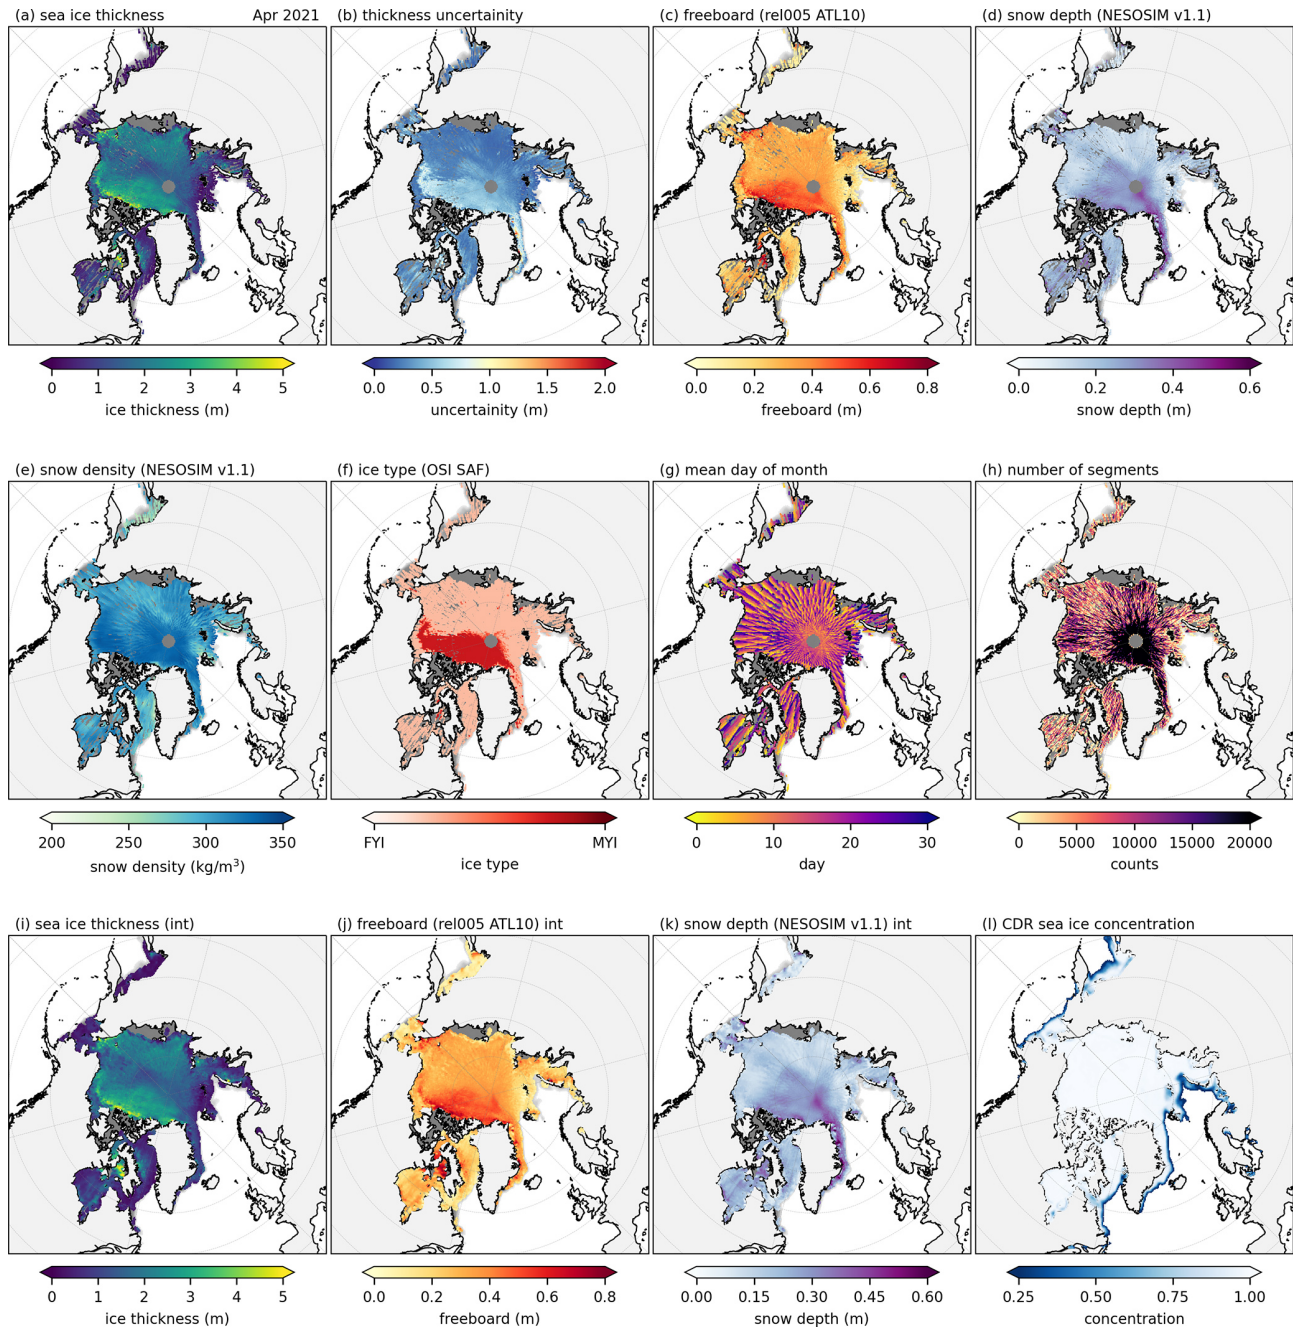 (a) sea ice thickness Apr 2021 (b) thickness uncertainity (c) freeboard (rel005 ATL10) (d) snow depth (NESOSIM v1.1)
0 1 2 3 4 5 0.0 0.5 1.0 1.5 2.0 0.0 0.2 0.4 0.6 0.8 0.0 0.2 0.4 0.6
ice thickness (m) uncertainity (m) freeboard (m) snow depth (m)
(e) snow density (NESOSIM v1.1) (f) ice type (OSI SAF) (g) mean day of month (h) number of segments
200 250 300 350 FYI MYI 0 10 20 30 0 5000 10000 15000 20000
snow density (kg/m³) ice type day counts
(i) sea ice thickness (int) (j) freeboard (rel005 ATL10) int (k) snow depth (NESOSIM v1.1) int (l) CDR sea ice concentration
0 1 2 3 4 5 0.0 0.2 0.4 0.6 0.8 0.00 0.15 0.30 0.45 0.60 0.25 0.50 0.75 1.00
ice thickness (m) freeboard (m) snow depth (m) concentration